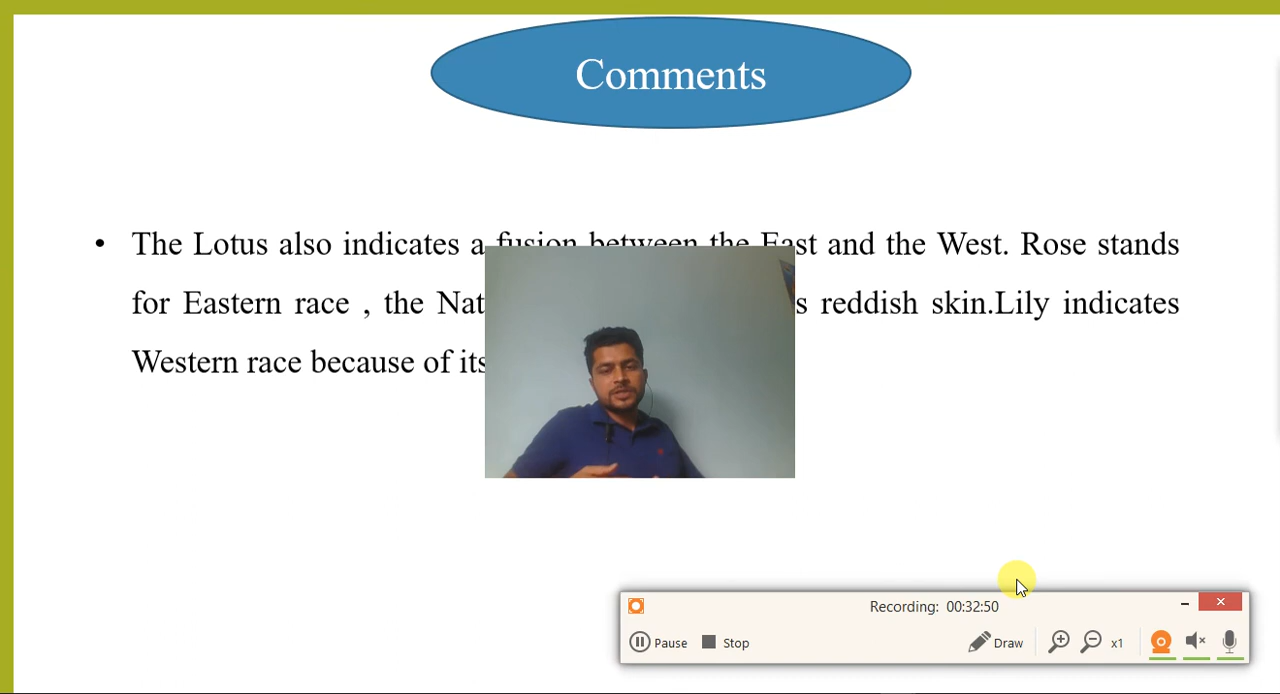 Comments
• The Lotus also indicates a fusion between the East and the West. Rose stands
for Eastern race , the reddish skin.Lily indicates
Western race because of its
Recording: 00:32:50
Pause Stop Draw x1